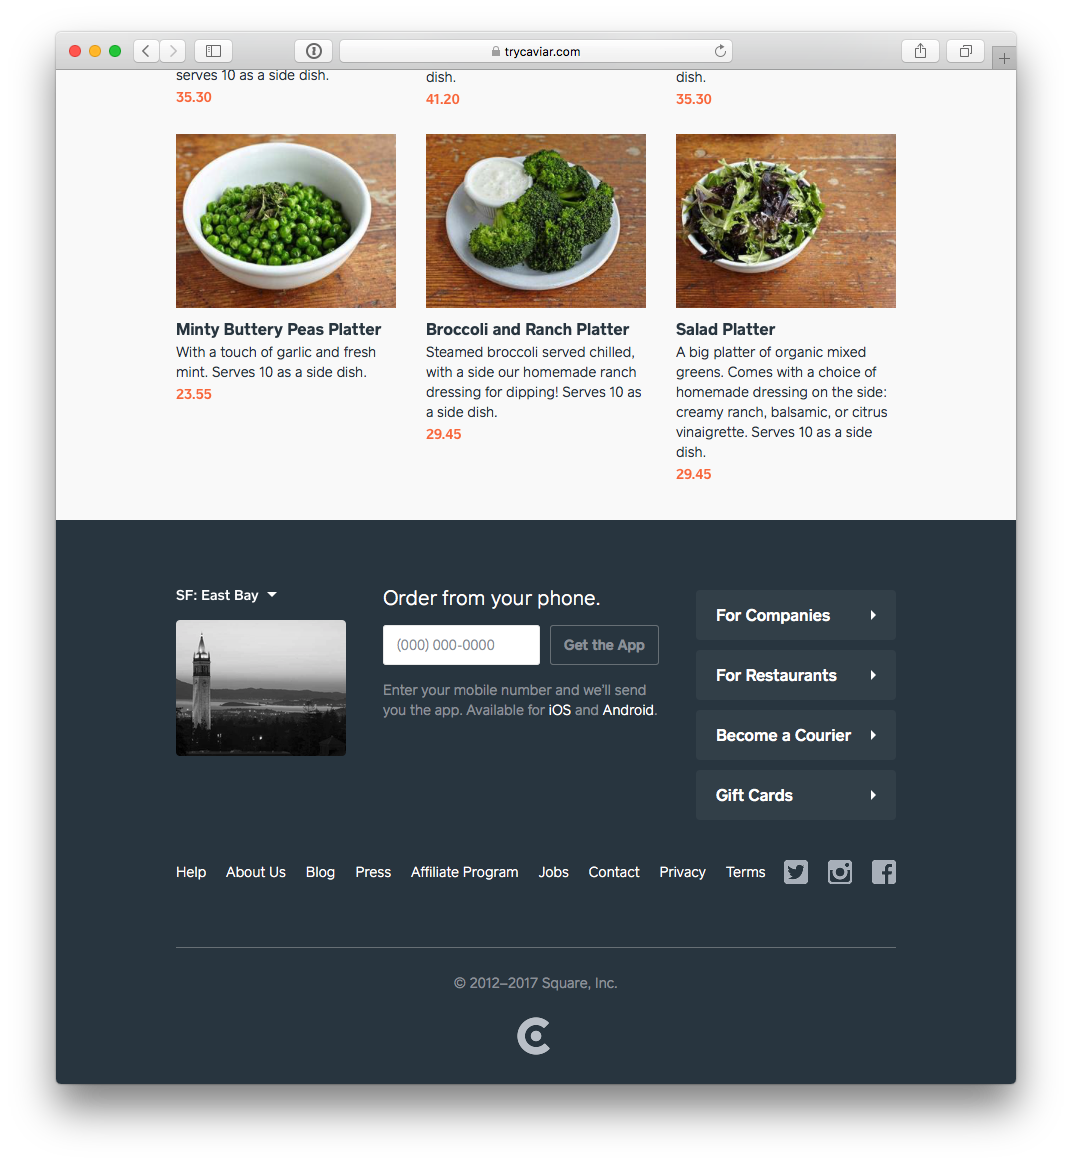 trycaviar.com
serves 10 as a side dish.
35.30
dish.
41.20
dish.
35.30
Minty Buttery Peas Platter
With a touch of garlic and fresh
mint. Serves 10 as a side dish.
23.55
Broccoli and Ranch Platter
Steamed broccoli served chilled,
with a side our homemade ranch
dressing for dipping! Serves 10 as
a side dish.
29.45
Salad Platter
A big platter of organic mixed
greens. Comes with a choice of
homemade dressing on the side:
creamy ranch, balsamic, or citrus
vinaigrette. Serves 10 as a side
dish.
29.45
SF: East Bay
Order from your phone.
(000) 000-0000
Get the App
Enter your mobile number and we'll send
you the app. Available for iOS and Android.
For Companies
For Restaurants
Become a Courier
Gift Cards
Help About Us Blog Press Affiliate Program Jobs Contact Privacy Terms
© 2012–2017 Square, Inc.